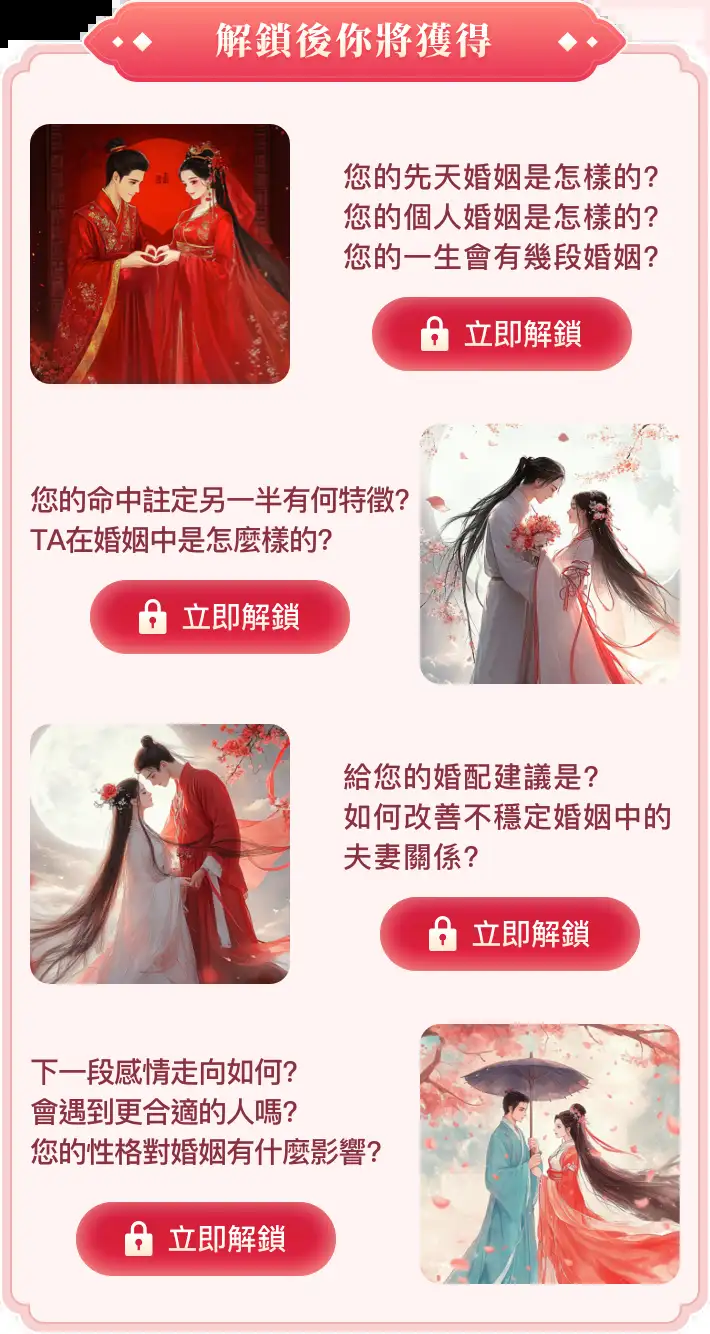 解鎖後你將獲得
您的先天婚姻是怎樣的?
您的個人婚姻是怎樣的?
您的一生會有幾段婚姻?
立即解鎖
您的命中註定另一半有何特徵?
TA在婚姻中是怎麼樣的?
立即解鎖
給您的婚配建議是?
如何改善不穩定婚姻中的
夫妻關係?
立即解鎖
下一段感情走向如何?
會遇到更合適的人嗎?
您的性格對婚姻有什麼影響?
立即解鎖